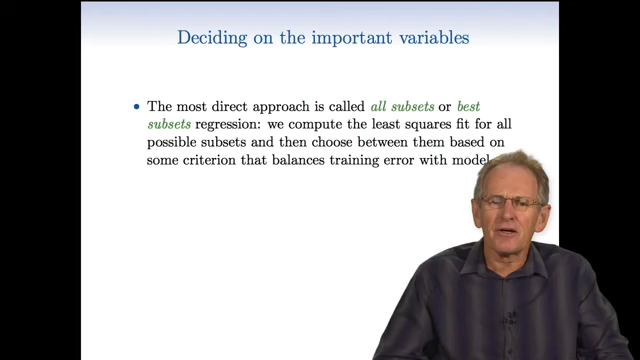 Deciding on the important variables
• The most direct approach is called all subsets or best
subsets regression: we compute the least squares fit for all
possible subsets and then choose between them based on
some criterion that balances training error with model